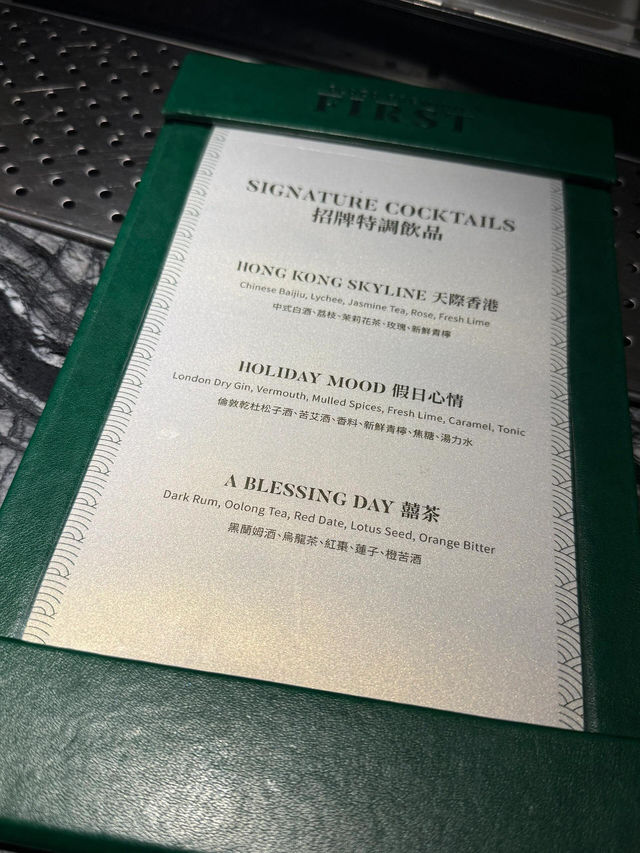 FIRST
SIGNATURE COCKTAILS
招牌特調飲品
HONG KONG SKYLINE 天際香港
Chinese Baijiu, Lychee, Jasmine Tea, Rose, Fresh Lime
中式白酒、荔枝、茉莉花茶、玫瑰、新鮮青檸
HOLIDAY MOOD 假日心情
London Dry Gin, Vermouth, Mulled Spices, Fresh Lime, Caramel, Tonic
倫敦乾杜松子酒、苦艾酒、香料、新鮮青檸、焦糖、湯力水
A BLESSING DAY 囍茶
Dark Rum, Oolong Tea, Red Date, Lotus Seed, Orange Bitter
黑蘭姆酒、烏龍茶、紅棗、蓮子、橙苦酒